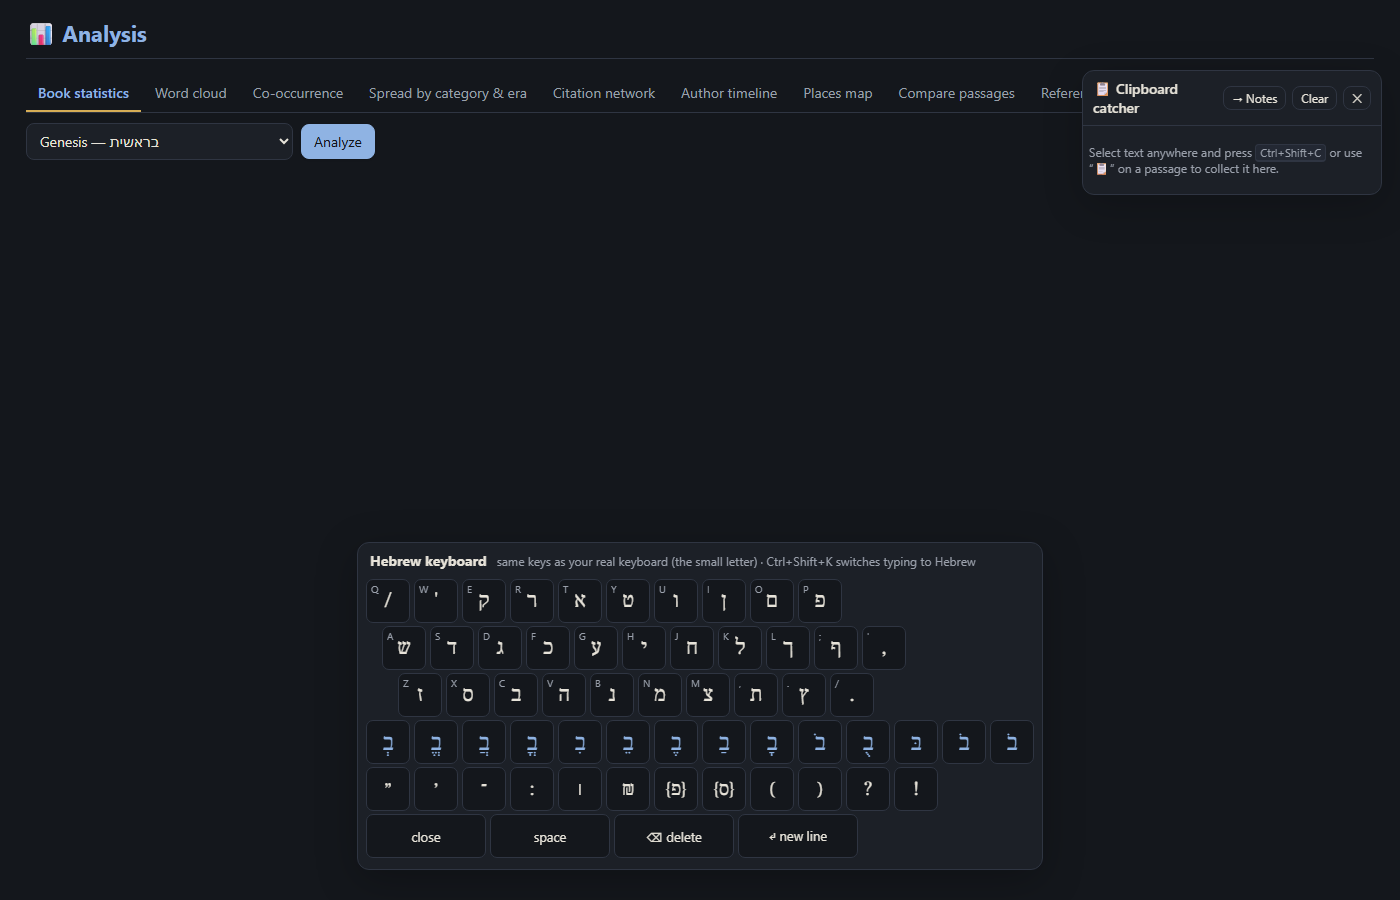 📊 Analysis
Book statistics Word cloud Co-occurrence Spread by category & era Citation network Author timeline Places map Compare passages
Genesis — בראשית Analyze
📋 Clipboard catcher → Notes Clear ✕
Select text anywhere and press Ctrl+Shift+C or use
“📋” on a passage to collect it here.
Hebrew keyboard same keys as your real keyboard (the small letter) · Ctrl+Shift+K switches typing to Hebrew
Q / W ' E ק R ר T א Y ט U ו I ן O ם P פ
A ש S ד D ג F כ G ע H י J ח K ל L ך ; ף ' ,
Z ז X ס C ב V ה B נ N מ M צ , ת . ץ / .
בְ בֱ בֲ בֳ בִ בֵ בֶ בַ בָ בֹ בֻ בּ בׁ בׂ
” ’ ־ : ׀ ₪ {פ} {ס} ( ) ? !
close space ⌫ delete ↲ new line